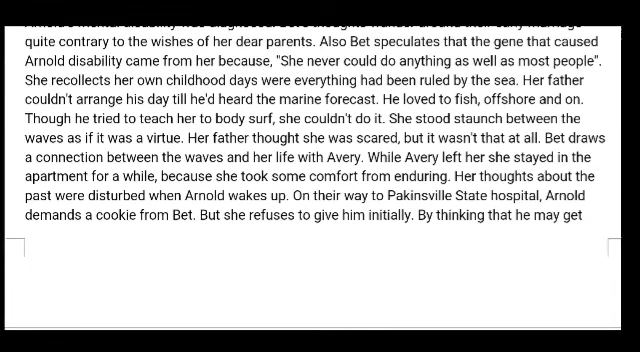 quite contrary to the wishes of her dear parents. Also Bet speculates that the gene that caused
Arnold disability came from her because, "She never could do anything as well as most people".
She recollects her own childhood days were everything had been ruled by the sea. Her father
couldn't arrange his day till he'd heard the marine forecast. He loved to fish, offshore and on.
Though he tried to teach her to body surf, she couldn't do it. She stood staunch between the
waves as if it was a virtue. Her father thought she was scared, but it wasn't that at all. Bet draws
a connection between the waves and her life with Avery. While Avery left her she stayed in the
apartment for a while, because she took some comfort from enduring. Her thoughts about the
past were disturbed when Arnold wakes up. On their way to Pakinsville State hospital, Arnold
demands a cookie from Bet. But she refuses to give him initially. By thinking that he may get